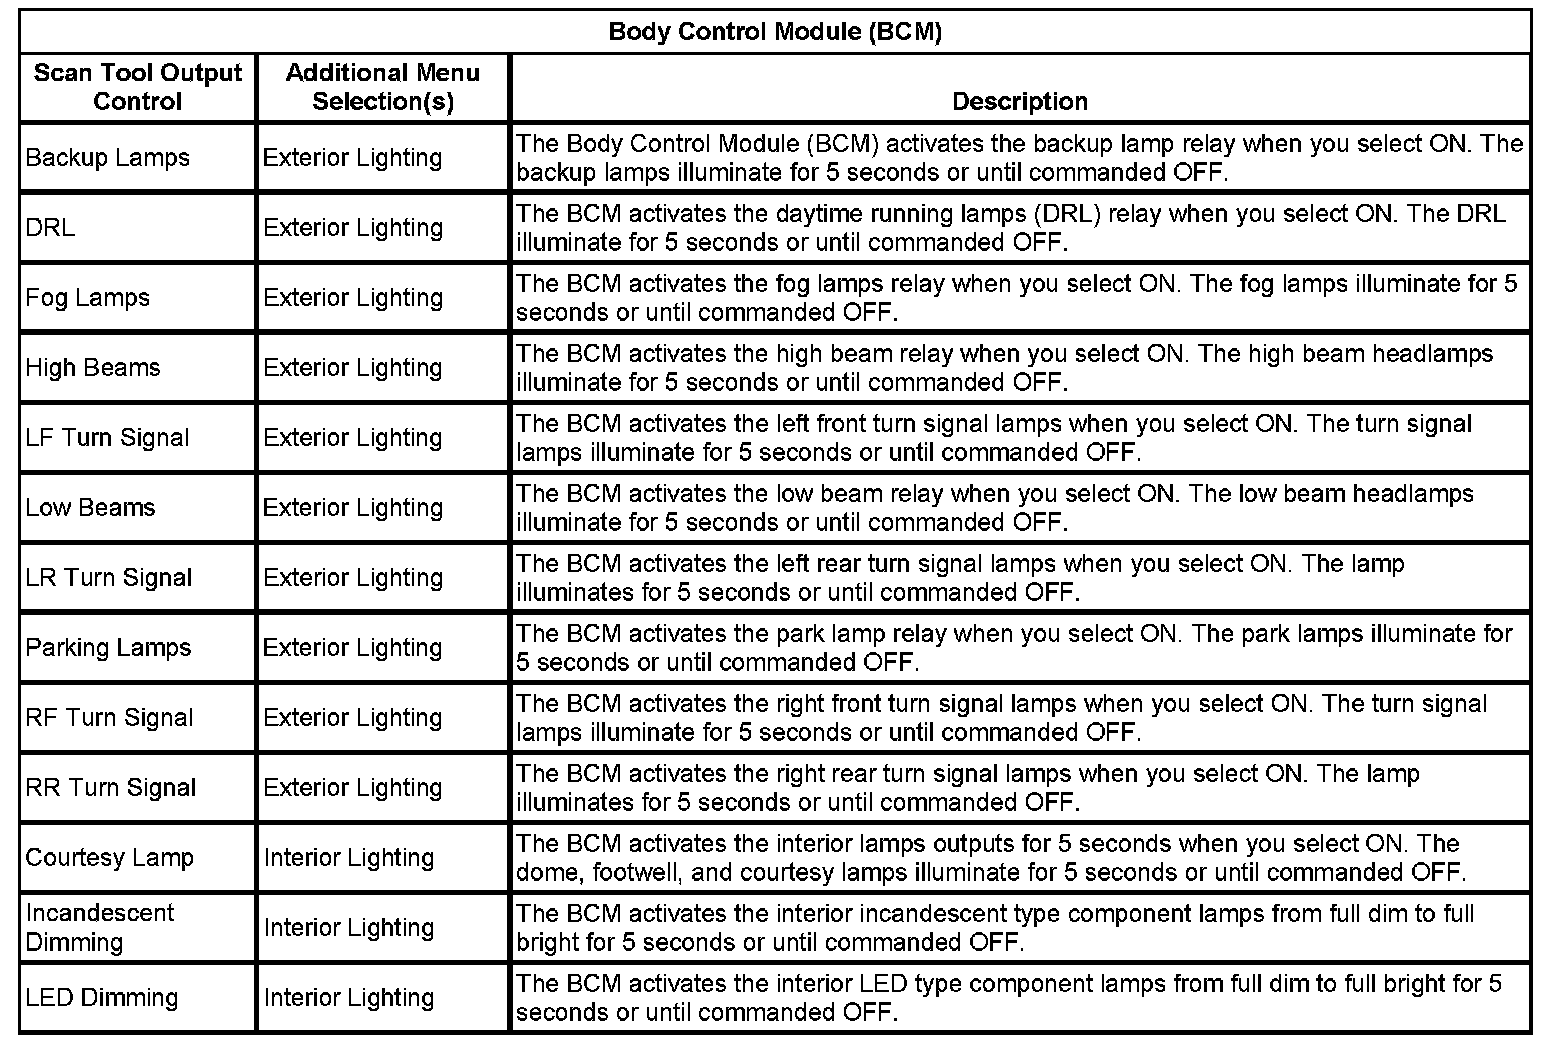 Body Control Module (BCM)
Scan Tool Output
Control
Additional Menu
Selection(s)
Description
Backup Lamps
Exterior Lighting
The Body Control Module (BCM) activates the backup lamp relay when you select ON. The
backup lamps illuminate for 5 seconds or until commanded OFF.
DRL
Exterior Lighting
The BCM activates the daytime running lamps (DRL) relay when you select ON. The DRL
illuminate for 5 seconds or until commanded OFF.
Fog Lamps
Exterior Lighting
The BCM activates the fog lamps relay when you select ON. The fog lamps illuminate for 5
seconds or until commanded OFF.
High Beams
Exterior Lighting
The BCM activates the high beam relay when you select ON. The high beam headlamps
illuminate for 5 seconds or until commanded OFF.
LF Turn Signal
Exterior Lighting
The BCM activates the left front turn signal lamps when you select ON. The turn signal
lamps illuminate for 5 seconds or until commanded OFF.
Low Beams
Exterior Lighting
The BCM activates the low beam relay when you select ON. The low beam headlamps
illuminate for 5 seconds or until commanded OFF.
LR Turn Signal
Exterior Lighting
The BCM activates the left rear turn signal lamps when you select ON. The lamp
illuminates for 5 seconds or until commanded OFF.
Parking Lamps
Exterior Lighting
The BCM activates the park lamp relay when you select ON. The park lamps illuminate for
5 seconds or until commanded OFF.
RF Turn Signal
Exterior Lighting
The BCM activates the right front turn signal lamps when you select ON. The turn signal
lamps illuminate for 5 seconds or until commanded OFF.
RR Turn Signal
Exterior Lighting
The BCM activates the right rear turn signal lamps when you select ON. The lamp
illuminates for 5 seconds or until commanded OFF.
Courtesy Lamp
Interior Lighting
The BCM activates the interior lamps outputs for 5 seconds when you select ON. The
dome, footwell, and courtesy lamps illuminate for 5 seconds or until commanded OFF.
Incandescent
Dimming
Interior Lighting
The BCM activates the interior incandescent type component lamps from full dim to full
bright for 5 seconds or until commanded OFF.
LED Dimming
Interior Lighting
The BCM activates the interior LED type component lamps from full dim to full bright for 5
seconds or until commanded OFF.